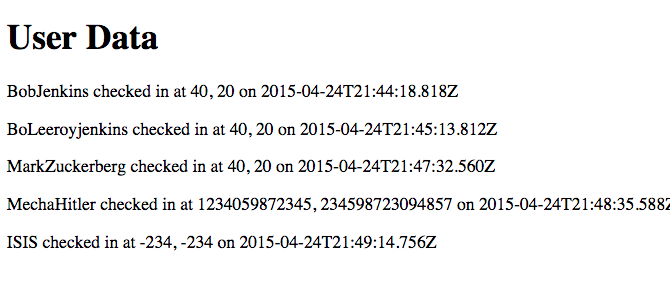 User Data
BobJenkins checked in at 40, 20 on 2015-04-24T21:44:18.818Z
BoLeeroyjenkins checked in at 40, 20 on 2015-04-24T21:45:13.812Z
MarkZuckerberg checked in at 40, 20 on 2015-04-24T21:47:32.560Z
MechaHitler checked in at 1234059872345, 234598723094857 on 2015-04-24T21:48:35.588Z
ISIS checked in at -234, -234 on 2015-04-24T21:49:14.756Z